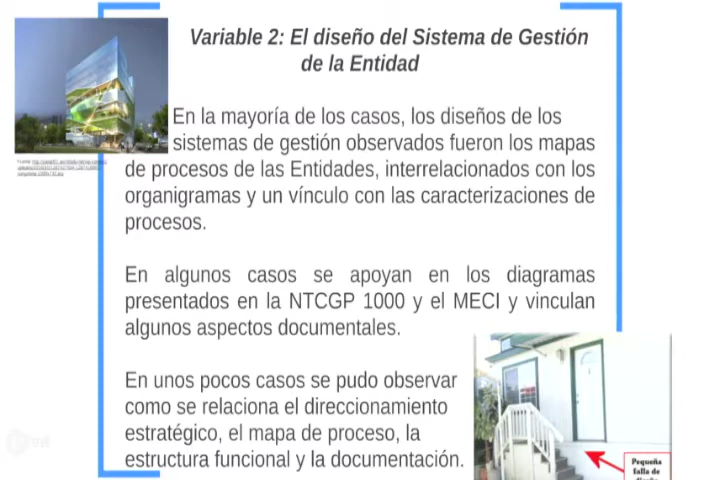 Variable 2: El diseño del Sistema de Gestión
de la Entidad
En la mayoría de los casos, los diseños de los
sistemas de gestión observados fueron los mapas
de procesos de las Entidades, interrelacionados con los
organigramas y un vínculo con las caracterizaciones de
procesos.
En algunos casos se apoyan en los diagramas
presentados en la NTCGP 1000 y el MECI y vinculan
algunos aspectos documentales.
En unos pocos casos se pudo observar
como se relaciona el direccionamiento
estratégico, el mapa de proceso, la
estructura funcional y la documentación.
Pequeña
falla de
diseño